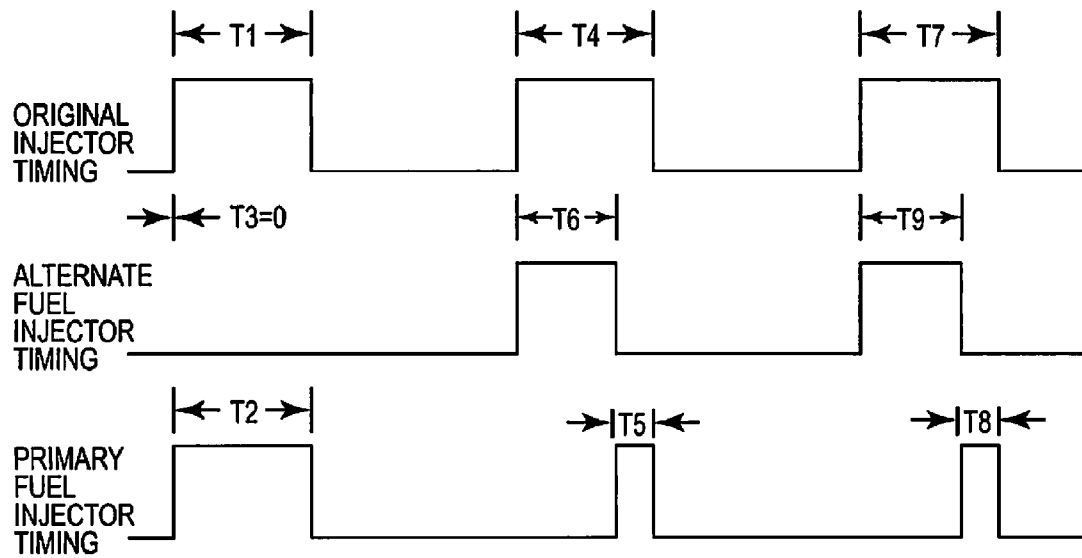 T1 T4 T7
ORIGINAL
INJECTOR
TIMING
T3=0 T6 T9
ALTERNATE
FUEL
INJECTOR
TIMING
T2 T5 T8
PRIMARY
FUEL
INJECTOR
TIMING